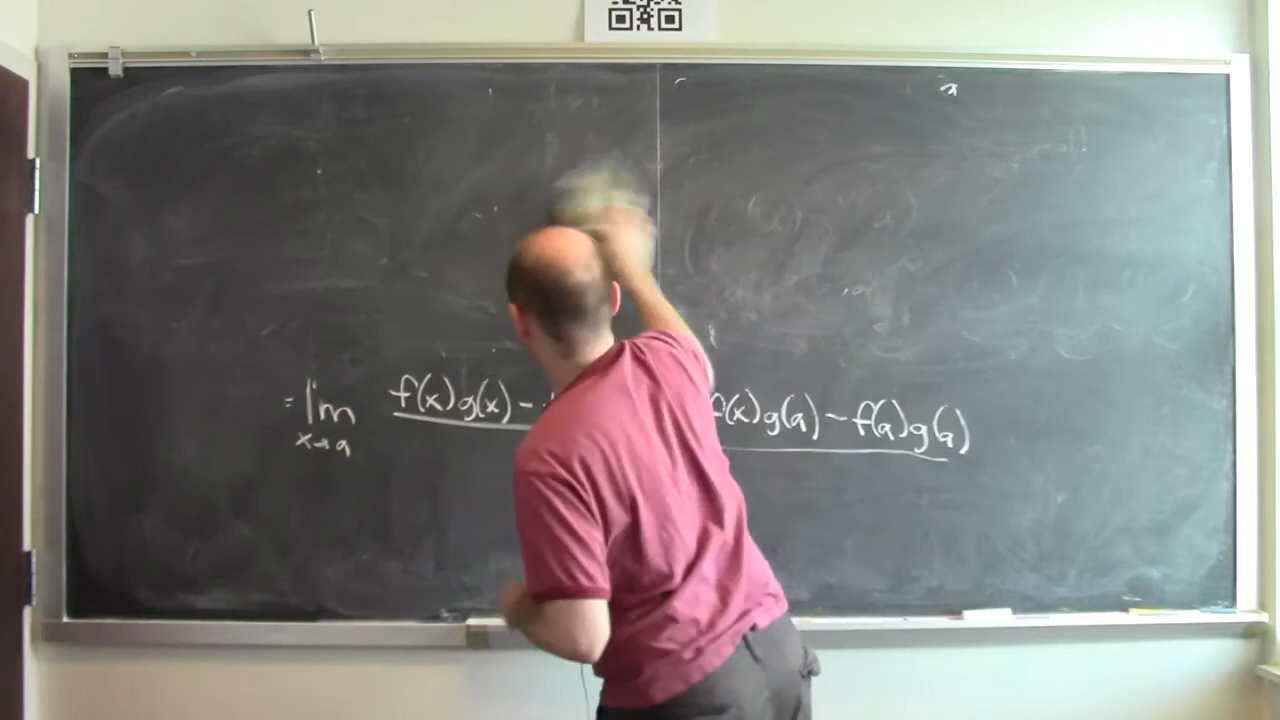 = lim f(x)g(x) - f(x)g(a) - f(a)g(a)
x→a